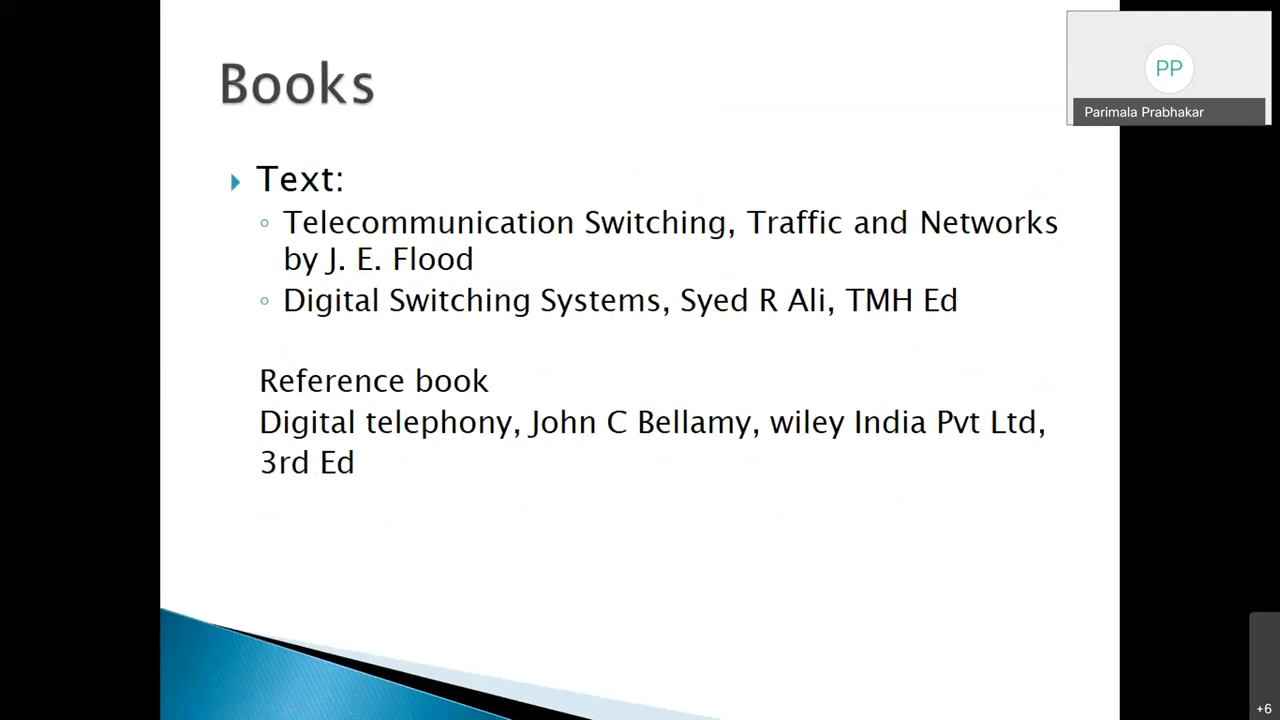 Books
PP
Parimala Prabhakar
Text:
Telecommunication Switching, Traffic and Networks
by J. E. Flood
Digital Switching Systems, Syed R Ali, TMH Ed
Reference book
Digital telephony, John C Bellamy, wiley India Pvt Ltd,
3rd Ed
+6